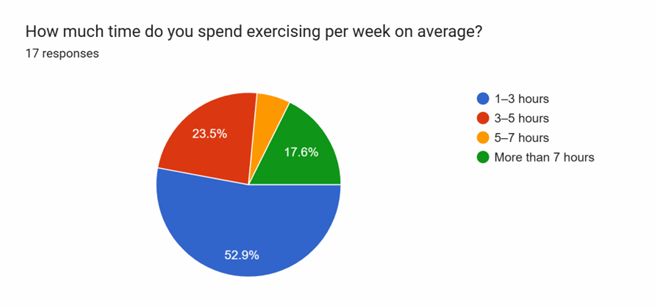 How much time do you spend exercising per week on average?
17 responses
23.5%
17.6%
52.9%
1–3 hours
3–5 hours
5–7 hours
More than 7 hours